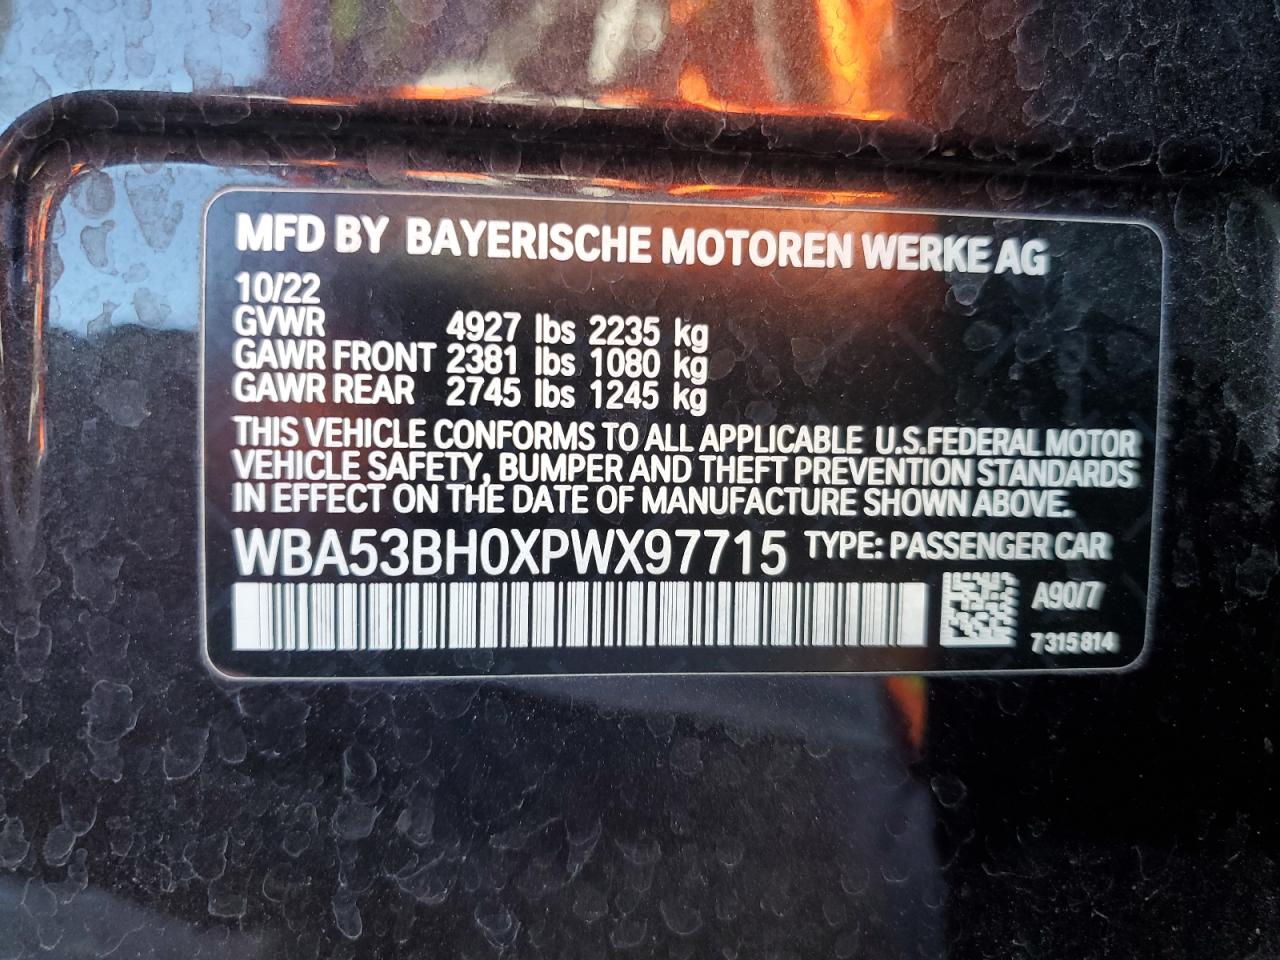 MFD BY BAYERISCHE MOTOREN WERKE AG
10/22
GVWR 4927 lbs 2235 kg
GAWR FRONT 2381 lbs 1080 kg
GAWR REAR 2745 lbs 1245 kg
THIS VEHICLE CONFORMS TO ALL APPLICABLE U.S.FEDERAL MOTOR
VEHICLE SAFETY, BUMPER AND THEFT PREVENTION STANDARDS
IN EFFECT ON THE DATE OF MANUFACTURE SHOWN ABOVE.
WBA53BH0XPWX97715 TYPE: PASSENGER CAR
A90/7
7315814